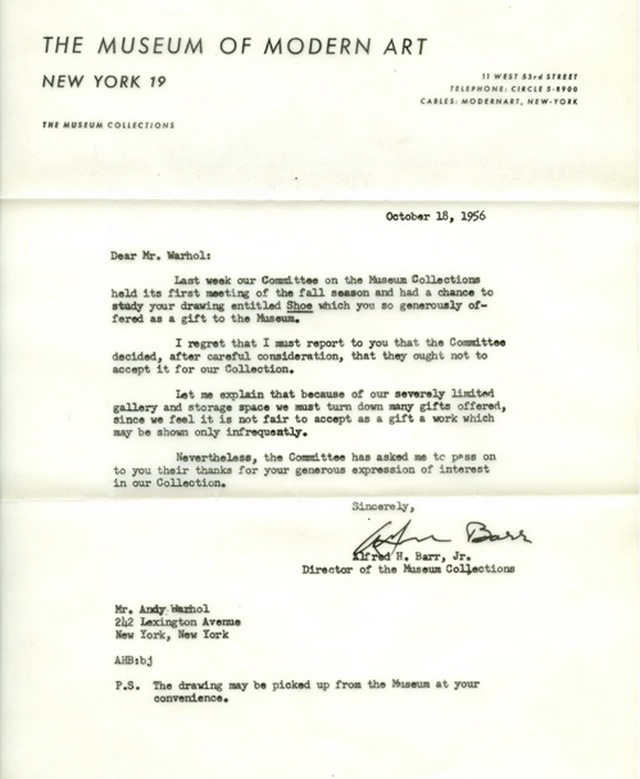 THE MUSEUM OF MODERN ART
NEW YORK 19
11 WEST 53rd STREET
TELEPHONE: CIRCLE 5-8900
CABLES: MODERNART, NEW-YORK
THE MUSEUM COLLECTIONS
October 18, 1956
Dear Mr. Warhol:
Last week our Committee on the Museum Collections
held its first meeting of the fall season and had a chance to
study your drawing entitled Shoe which you so generously of-
fered as a gift to the Museum.
I regret that I must report to you that the Committee
decided, after careful consideration, that they ought not to
accept it for our Collection.
Let me explain that because of our severely limited
gallery and storage space we must turn down many gifts offered,
since we feel it is not fair to accept as a gift a work which
may be shown only infrequently.
Nevertheless, the Committee has asked me to pass on
to you their thanks for your generous expression of interest
in our Collection.
Sincerely,
Barr
Alfred H. Barr, Jr.
Director of the Museum Collections
Mr. Andy Warhol
242 Lexington Avenue
New York, New York
AHB:bj
P.S. The drawing may be picked up from the Museum at your
convenience.